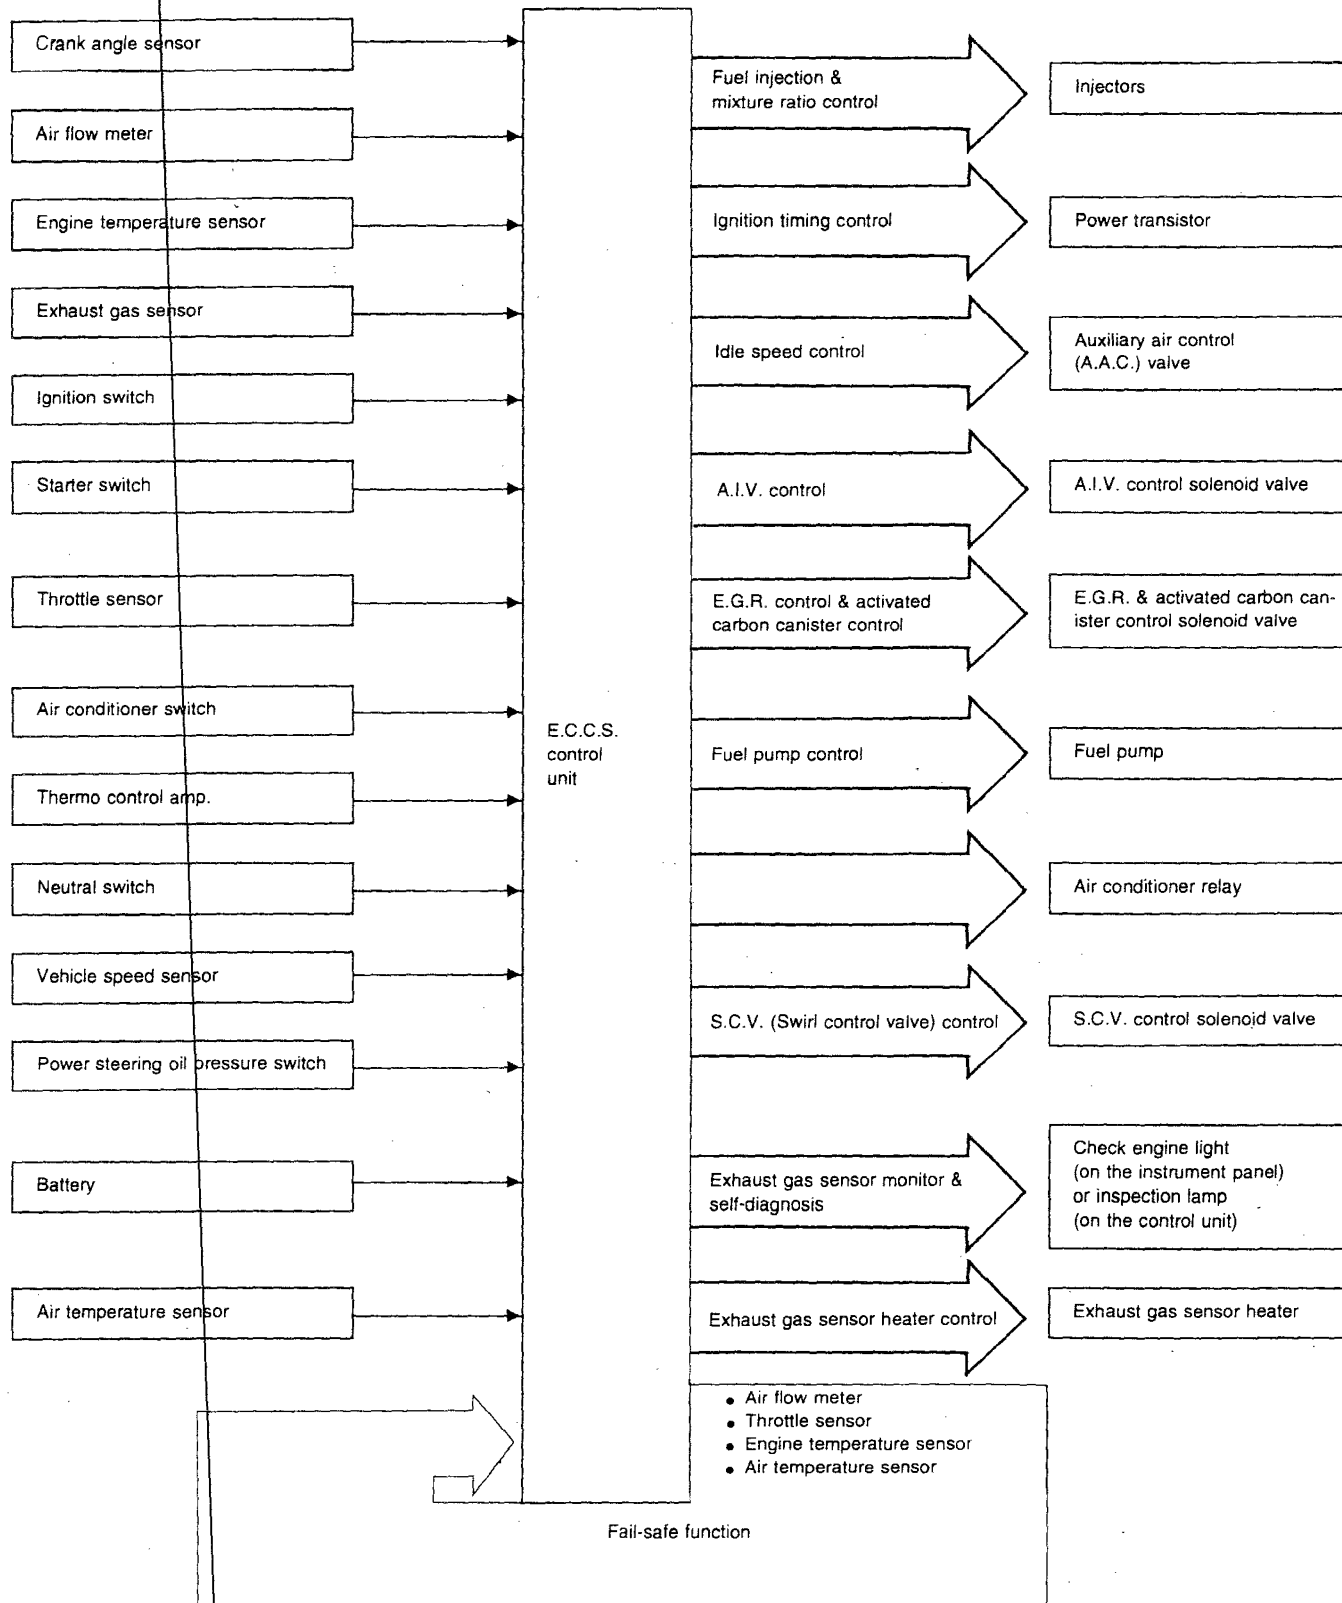 Crank angle sensor
Air flow meter
Engine temperature sensor
Exhaust gas sensor
Ignition switch
Starter switch
Throttle sensor
Air conditioner switch
Thermo control amp.
Neutral switch
Vehicle speed sensor
Power steering oil pressure switch
Battery
Air temperature sensor
E.C.C.S.
control
unit
Fuel injection &
mixture ratio control
Ignition timing control
Idle speed control
A.I.V. control
E.G.R. control & activated
carbon canister control
Fuel pump control
S.C.V. (Swirl control valve) control
Exhaust gas sensor monitor &
self-diagnosis
Exhaust gas sensor heater control
Injectors
Power transistor
Auxiliary air control
(A.A.C.) valve
A.I.V. control solenoid valve
E.G.R. & activated carbon can-
ister control solenoid valve
Fuel pump
Air conditioner relay
S.C.V. control solenoid valve
Check engine light
(on the instrument panel)
or inspection lamp
(on the control unit)
Exhaust gas sensor heater
• Air flow meter
• Throttle sensor
• Engine temperature sensor
• Air temperature sensor
Fail-safe function